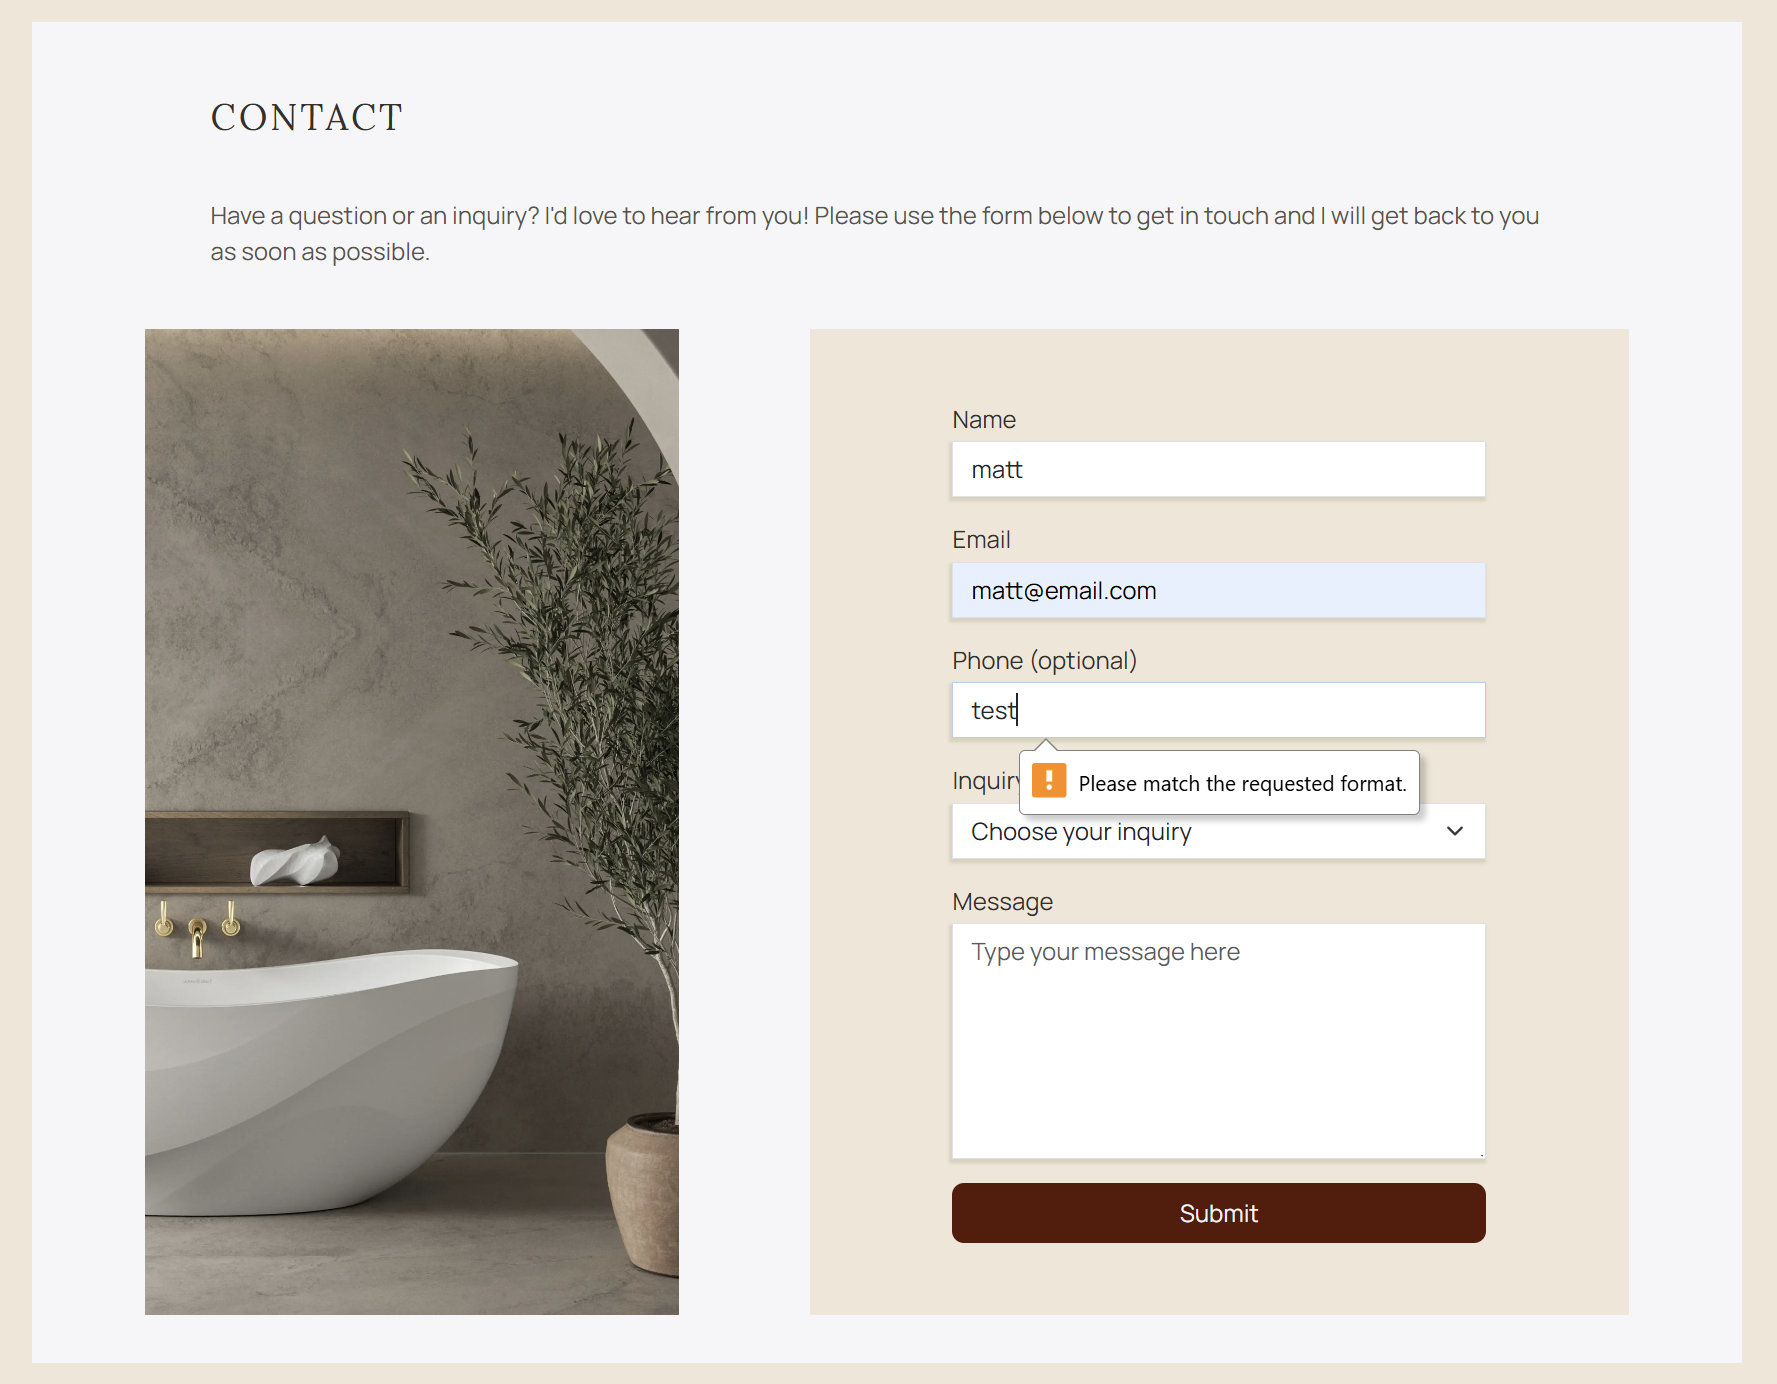 CONTACT
Have a question or an inquiry? I'd love to hear from you! Please use the form below to get in touch and I will get back to you
as soon as possible.
Name
matt
Email
matt@email.com
Phone (optional)
test
Please match the requested format.
Choose your inquiry
Message
Type your message here
Submit